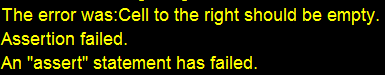 The error was:Cell to the right should be empty.
Assertion failed.
An "assert" statement has failed.